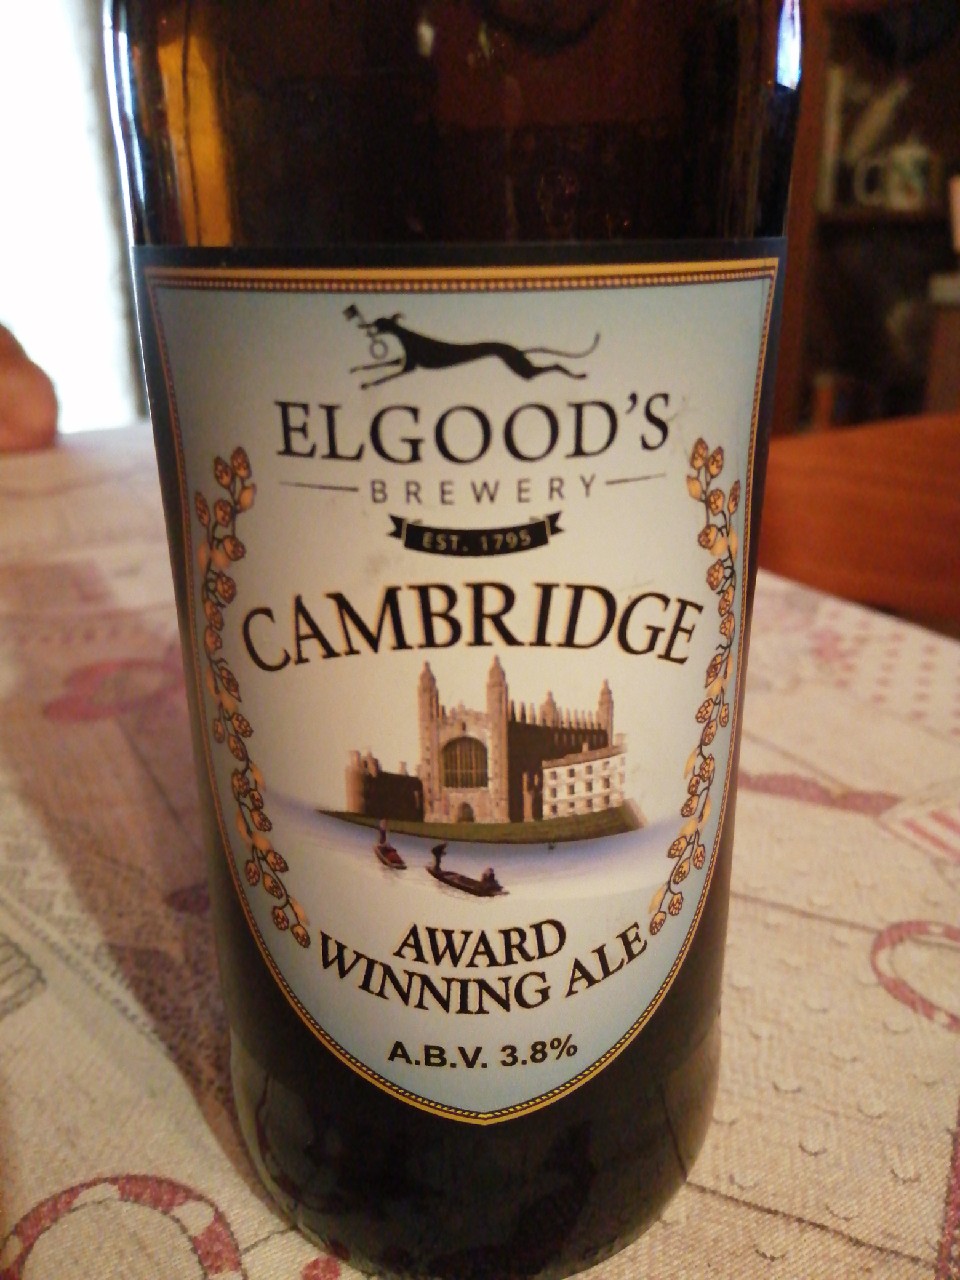 ELGOOD'S
BREWERY
EST. 1795
CAMBRIDGE
AWARD
WINNING ALE
A.B.V. 3.8%